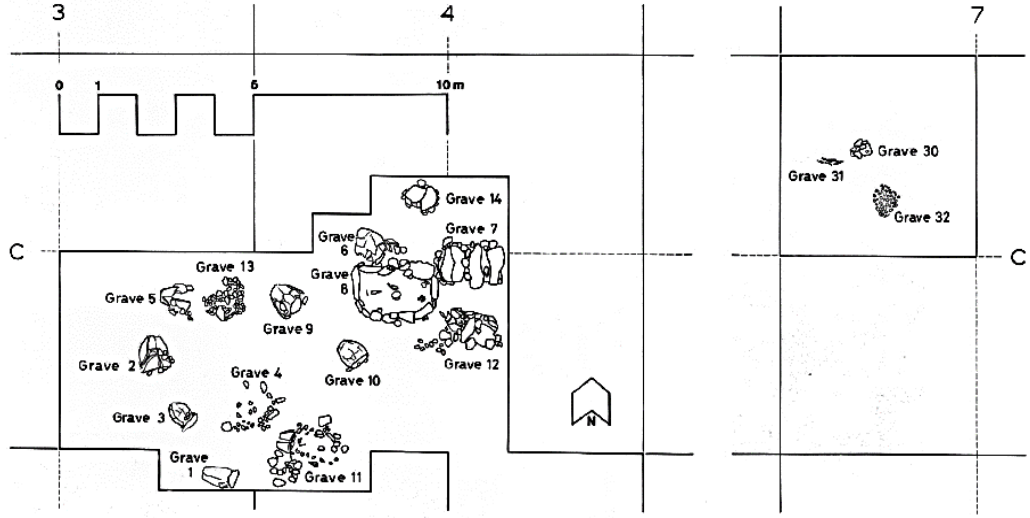 3
4
7
0 1 5 10 m
Grave 30
Grave 31
Grave 32
Grave 14
Grave 7
Grave
6
C
C
Grave 13
Grave
8
Grave 5
Grave 9
Grave 2
Grave 12
Grave 10
Grave 4
Grave 3
N
Grave
1
Grave 11